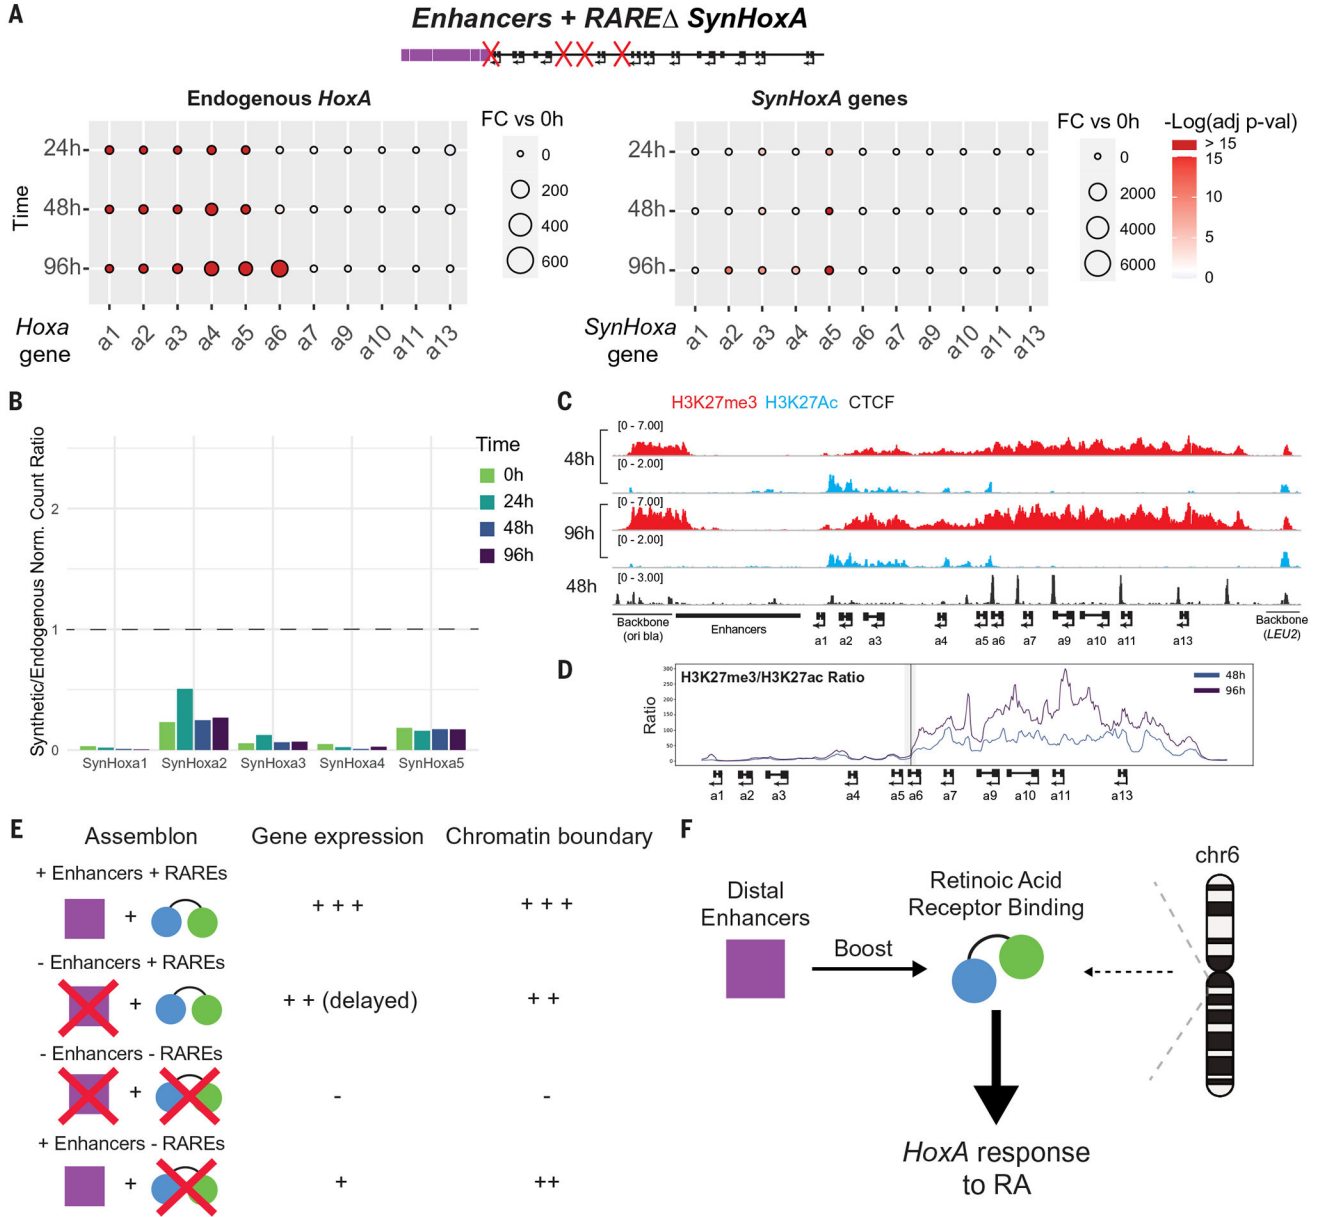 A
Enhancers + RAREΔ SynHoxA
Endogenous HoxA
FC vs 0h
24h
48h
96h
Time
0
200
400
600
Hoxa
gene
a1 a2 a3 a4 a5 a6 a7 a9 a10 a11 a13
SynHoxA genes
FC vs 0h
-Log(adj p-val)
24h
48h
96h
0
2000
4000
6000
> 15
15
10
5
0
SynHoxa
gene
a1 a2 a3 a4 a5 a6 a7 a9 a10 a11 a13
B
Synthetic/Endogenous Norm. Count Ratio
2
1
0
Time
0h
24h
48h
96h
SynHoxa1 SynHoxa2 SynHoxa3 SynHoxa4 SynHoxa5
C
H3K27me3 H3K27Ac CTCF
[0 - 7.00]
48h
[0 - 2.00]
[0 - 7.00]
96h
[0 - 2.00]
48h
[0 - 3.00]
Backbone
(ori bla)
Enhancers
a1 a2 a3 a4 a5 a6 a7 a9 a10 a11 a13
Backbone
(LEU2)
D
H3K27me3/H3K27ac Ratio
Ratio
300
250
200
150
100
50
0
48h
96h
a1 a2 a3 a4 a5 a6 a7 a9 a10 a11 a13
E
Assemblon Gene expression Chromatin boundary
+ Enhancers + RAREs
+
+ + +
+ + +
- Enhancers + RAREs
+
+ + (delayed)
+ +
- Enhancers - RAREs
+
-
-
+ Enhancers - RAREs
+
+
++
F
Distal
Enhancers
Boost
Retinoic Acid
Receptor Binding
chr6
HoxA response
to RA